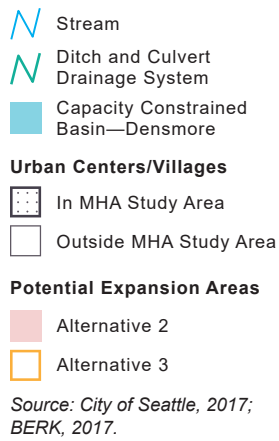 Stream
Ditch and Culvert
Drainage System
Capacity Constrained
Basin—Densmore
Urban Centers/Villages
In MHA Study Area
Outside MHA Study Area
Potential Expansion Areas
Alternative 2
Alternative 3
Source: City of Seattle, 2017;
BERK, 2017.